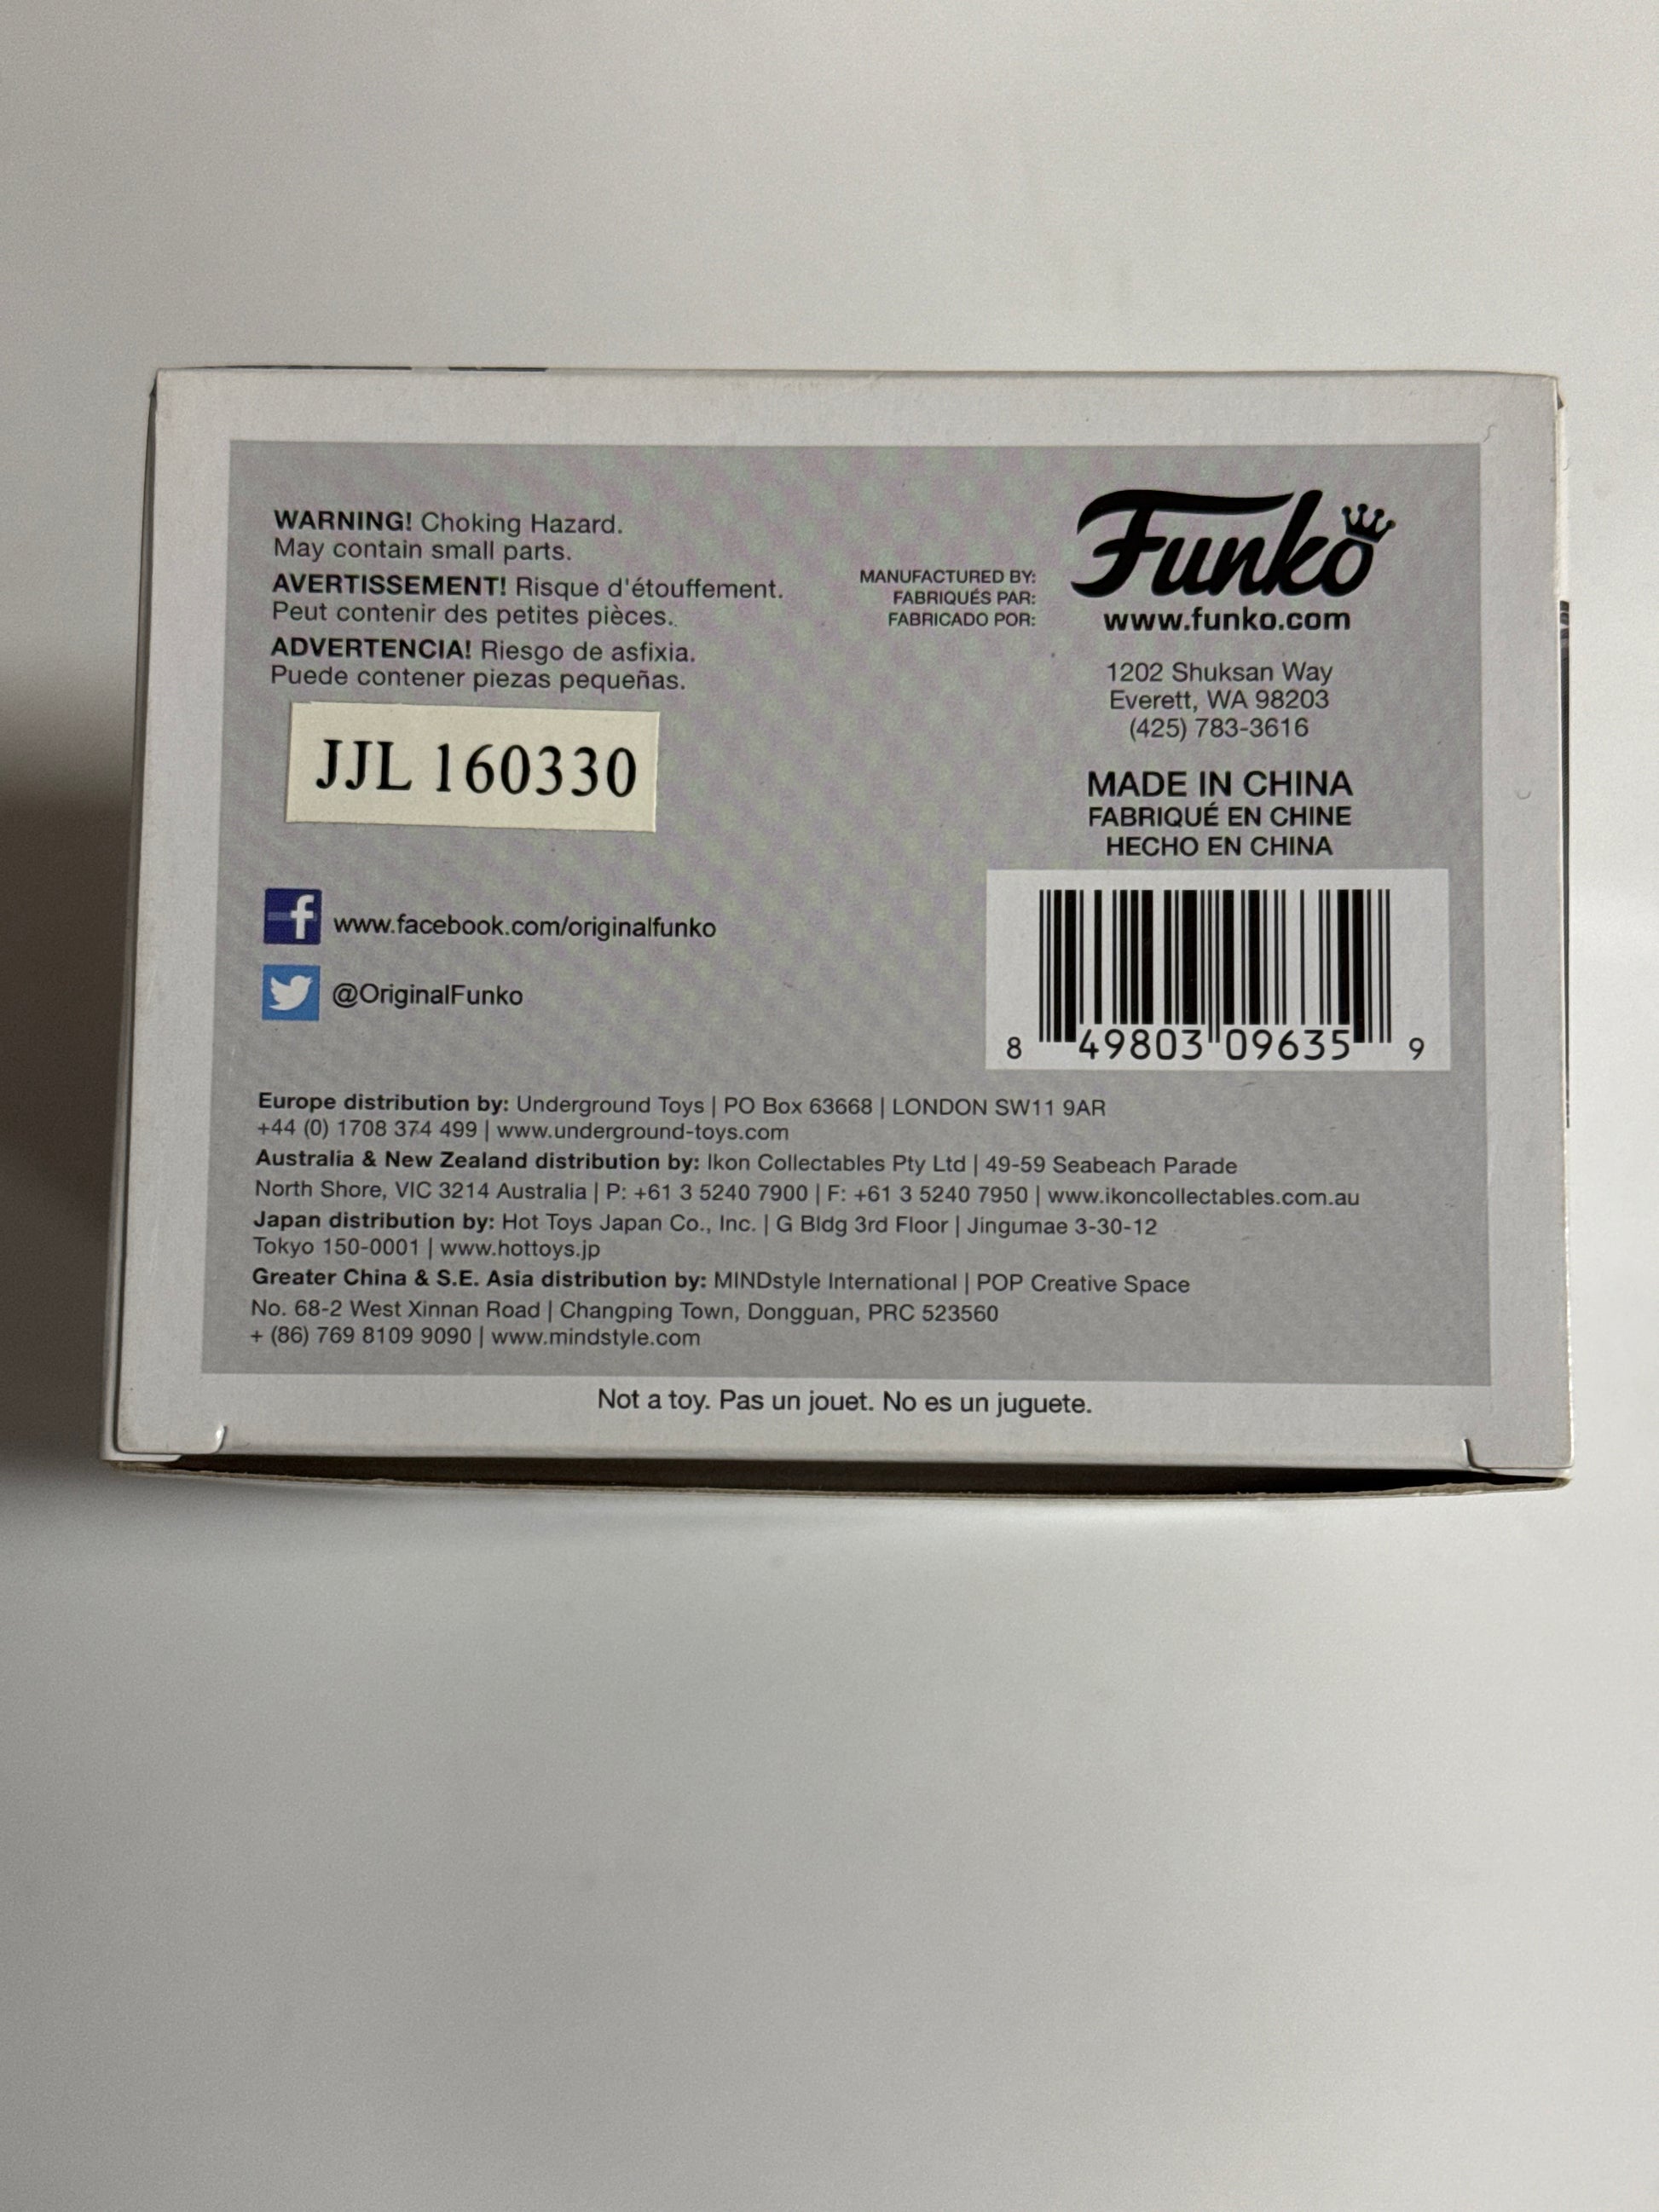 WARNING! Choking Hazard.
May contain small parts.
AVERTISSEMENT! Risque d'étouffement.
Peut contenir des petites pièces.
ADVERTENCIA! Riesgo de asfixia.
Puede contener piezas pequeñas.
JJL 160330
www.facebook.com/originalfunko
@OriginalFunko
MANUFACTURED BY:
FABRIQUÉS PAR:
FABRICADO POR:
Funko
www.funko.com
1202 Shuksan Way
Everett, WA 98203
(425) 783-3616
MADE IN CHINA
FABRIQUÉ EN CHINE
HECHO EN CHINA
8 49803 09635 9
Europe distribution by: Underground Toys | PO Box 63668 | LONDON SW11 9AR
+44 (0) 1708 374 499 | www.underground-toys.com
Australia & New Zealand distribution by: Ikon Collectables Pty Ltd | 49-59 Seabeach Parade
North Shore, VIC 3214 Australia | P: +61 3 5240 7900 | F: +61 3 5240 7950 | www.ikoncollectables.com.au
Japan distribution by: Hot Toys Japan Co., Inc. | G Bldg 3rd Floor | Jingumae 3-30-12
Tokyo 150-0001 | www.hottoys.jp
Greater China & S.E. Asia distribution by: MINDstyle International | POP Creative Space
No. 68-2 West Xinnan Road | Changping Town, Dongguan, PRC 523560
+ (86) 769 8109 9090 | www.mindstyle.com
Not a toy. Pas un jouet. No es un juguete.